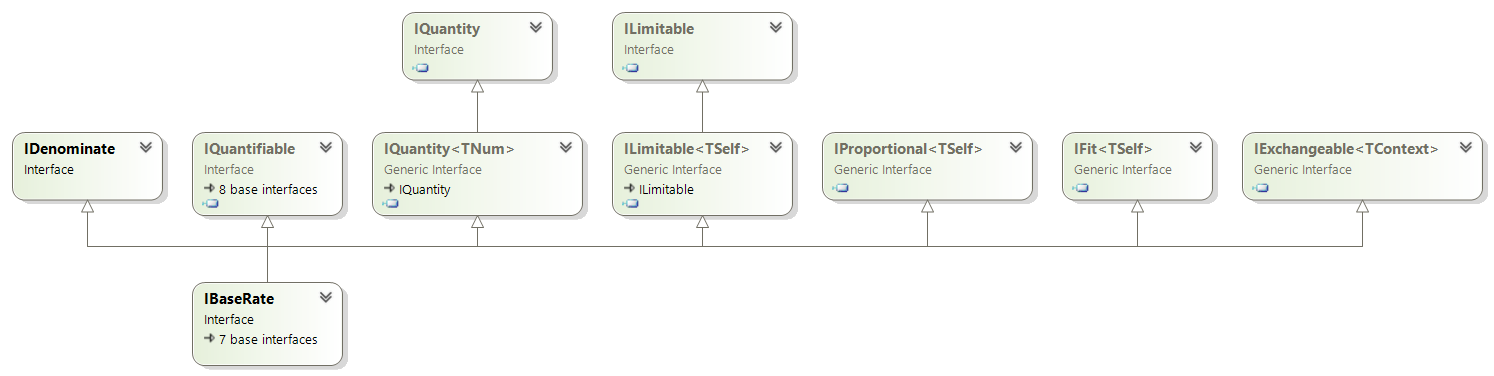 IQuantity
Interface
ILimitable
Interface
IDenominate
Interface
IQuantifiable
Interface
8 base interfaces
IQuantity<TNum>
Generic Interface
IQuantity
ILimitable<TSelf>
Generic Interface
ILimitable
IProportional<TSelf>
Generic Interface
IFit<TSelf>
Generic Interface
IExchangeable<TContext>
Generic Interface
IBaseRate
Interface
7 base interfaces